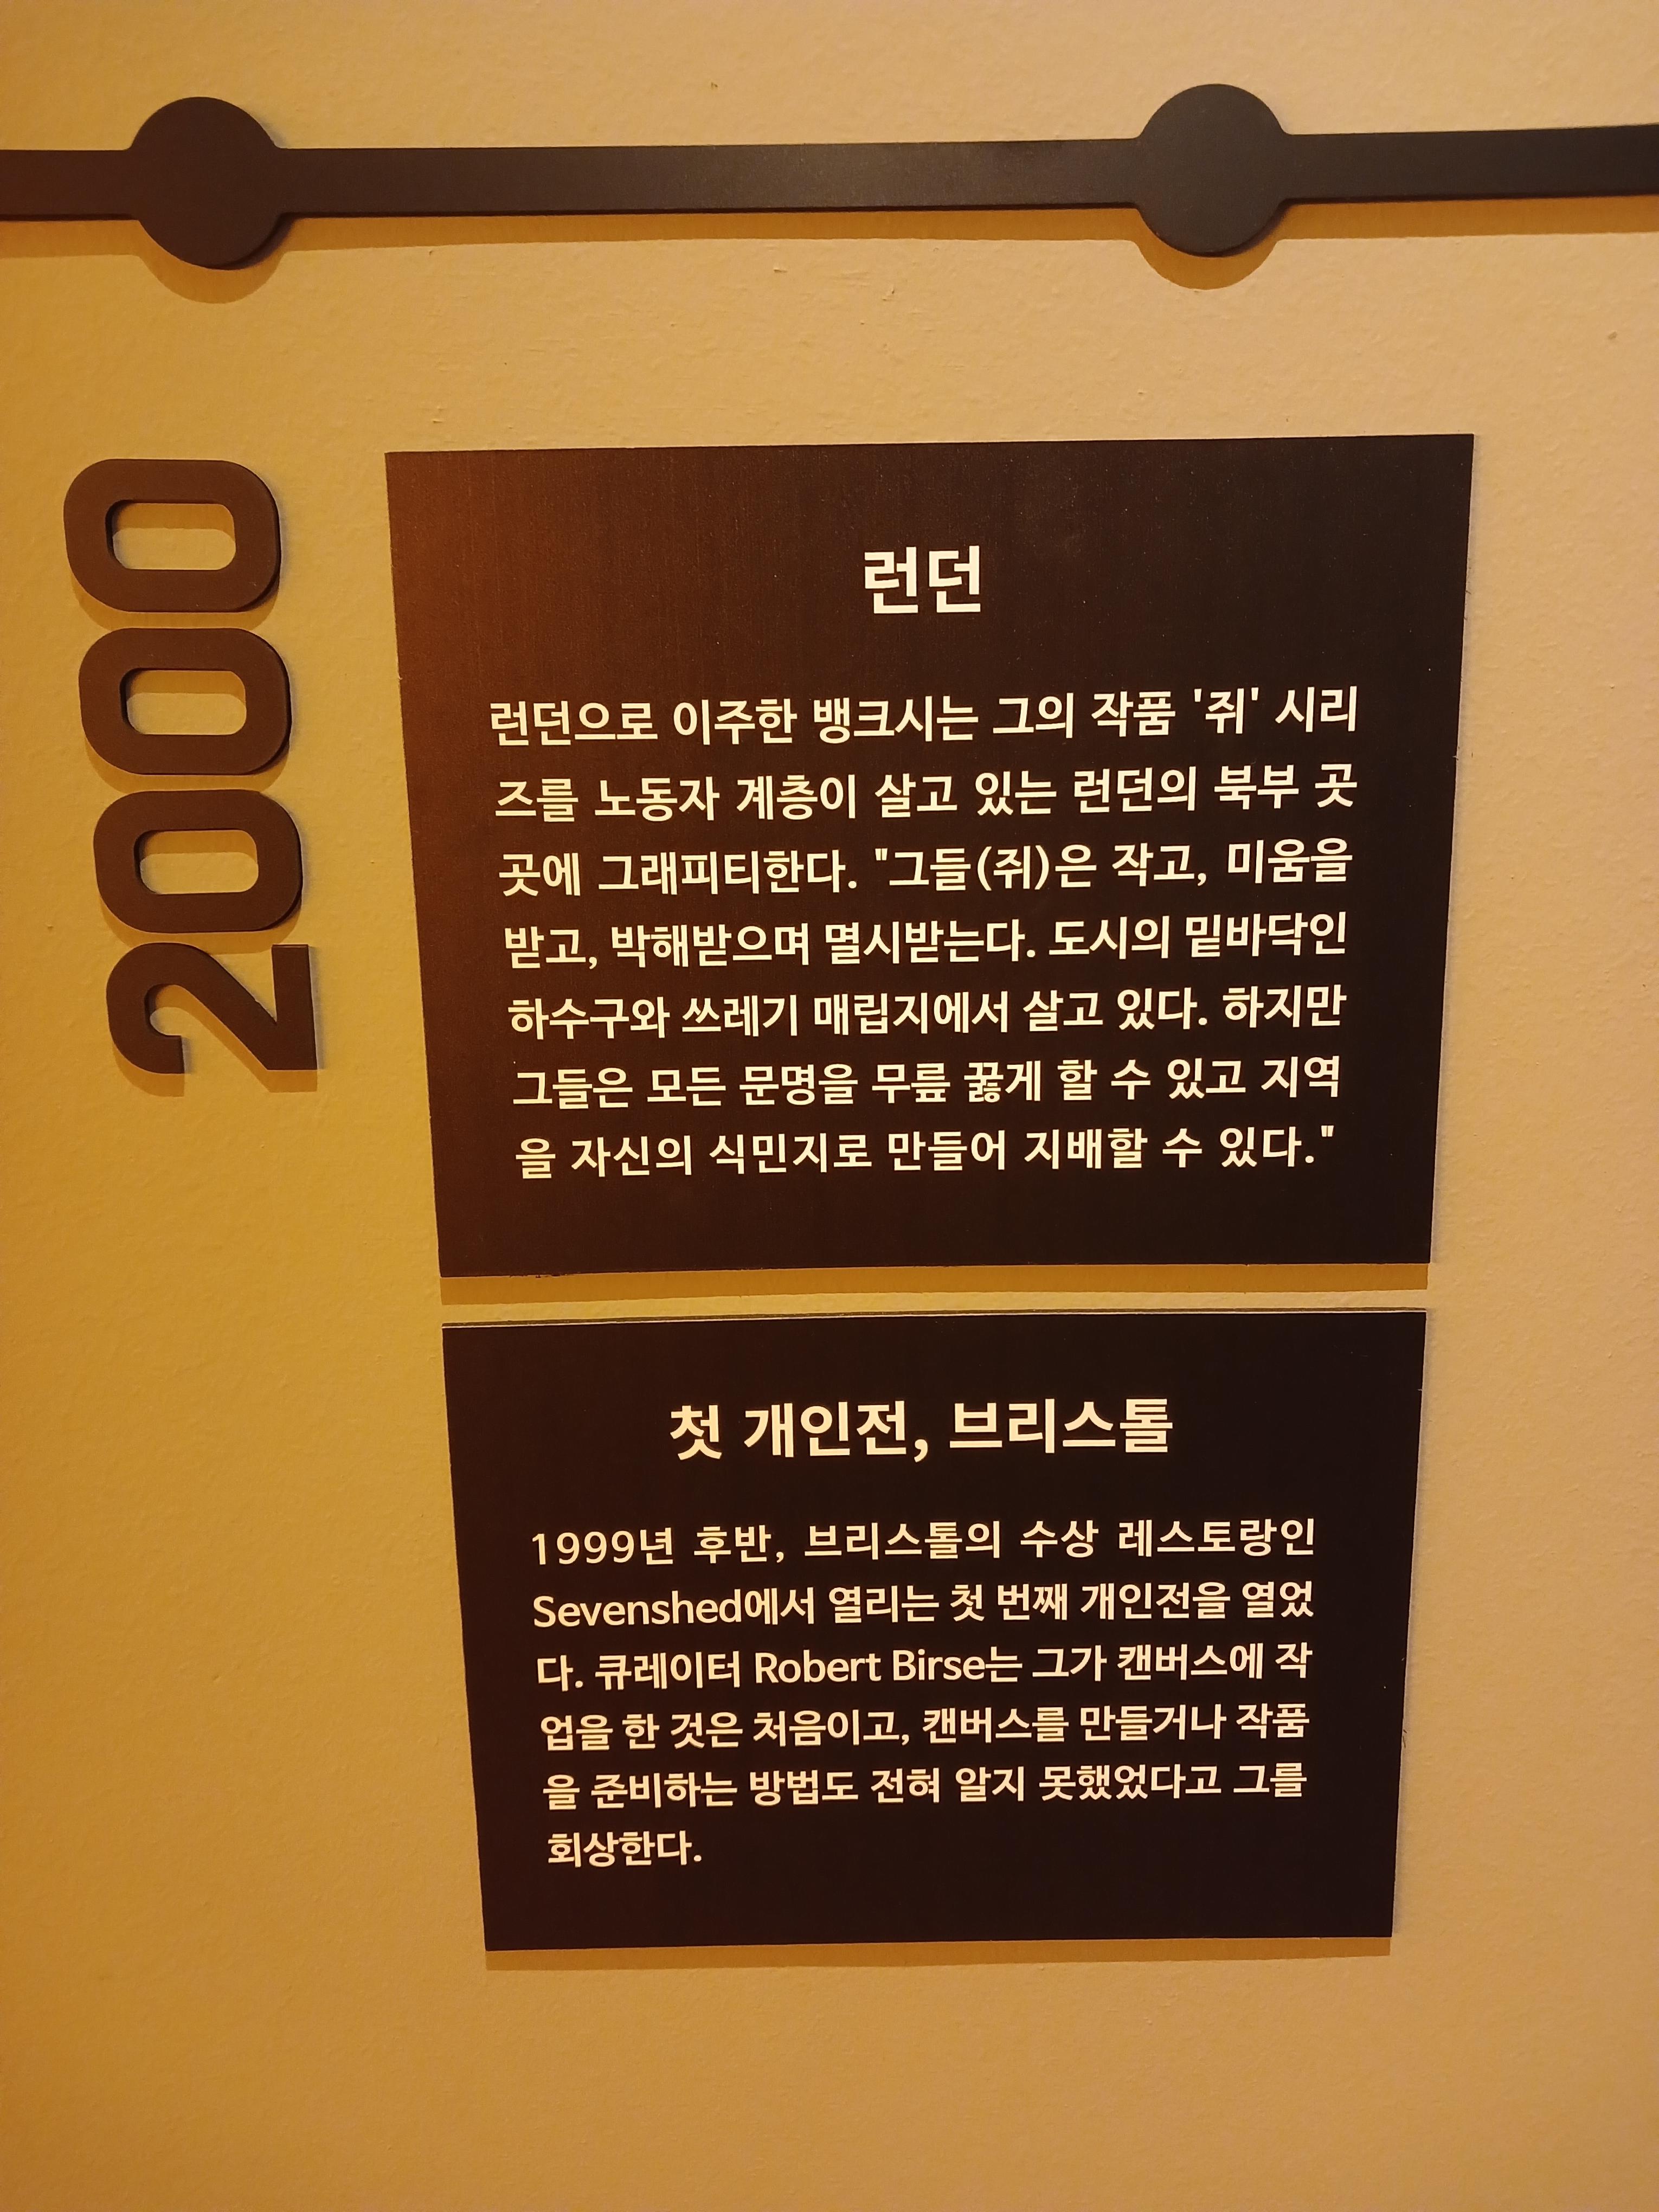 2000
런던
런던으로 이주한 뱅크시는 그의 작품 '쥐' 시리
즈를 노동자 계층이 살고 있는 런던의 북부 곳
곳에 그래피티한다. "그들(쥐)은 작고, 미움을
받고, 박해받으며 멸시받는다. 도시의 밑바닥인
하수구와 쓰레기 매립지에서 살고 있다. 하지만
그들은 모든 문명을 무릎 꿇게 할 수 있고 지역
을 자신의 식민지로 만들어 지배할 수 있다."
첫 개인전, 브리스톨
1999년 후반, 브리스톨의 수상 레스토랑인
Sevenshed에서 열리는 첫 번째 개인전을 열었
다. 큐레이터 Robert Birse는 그가 캔버스에 작
업을 한 것은 처음이고, 캔버스를 만들거나 작품
을 준비하는 방법도 전혀 알지 못했었다고 그를
회상한다.